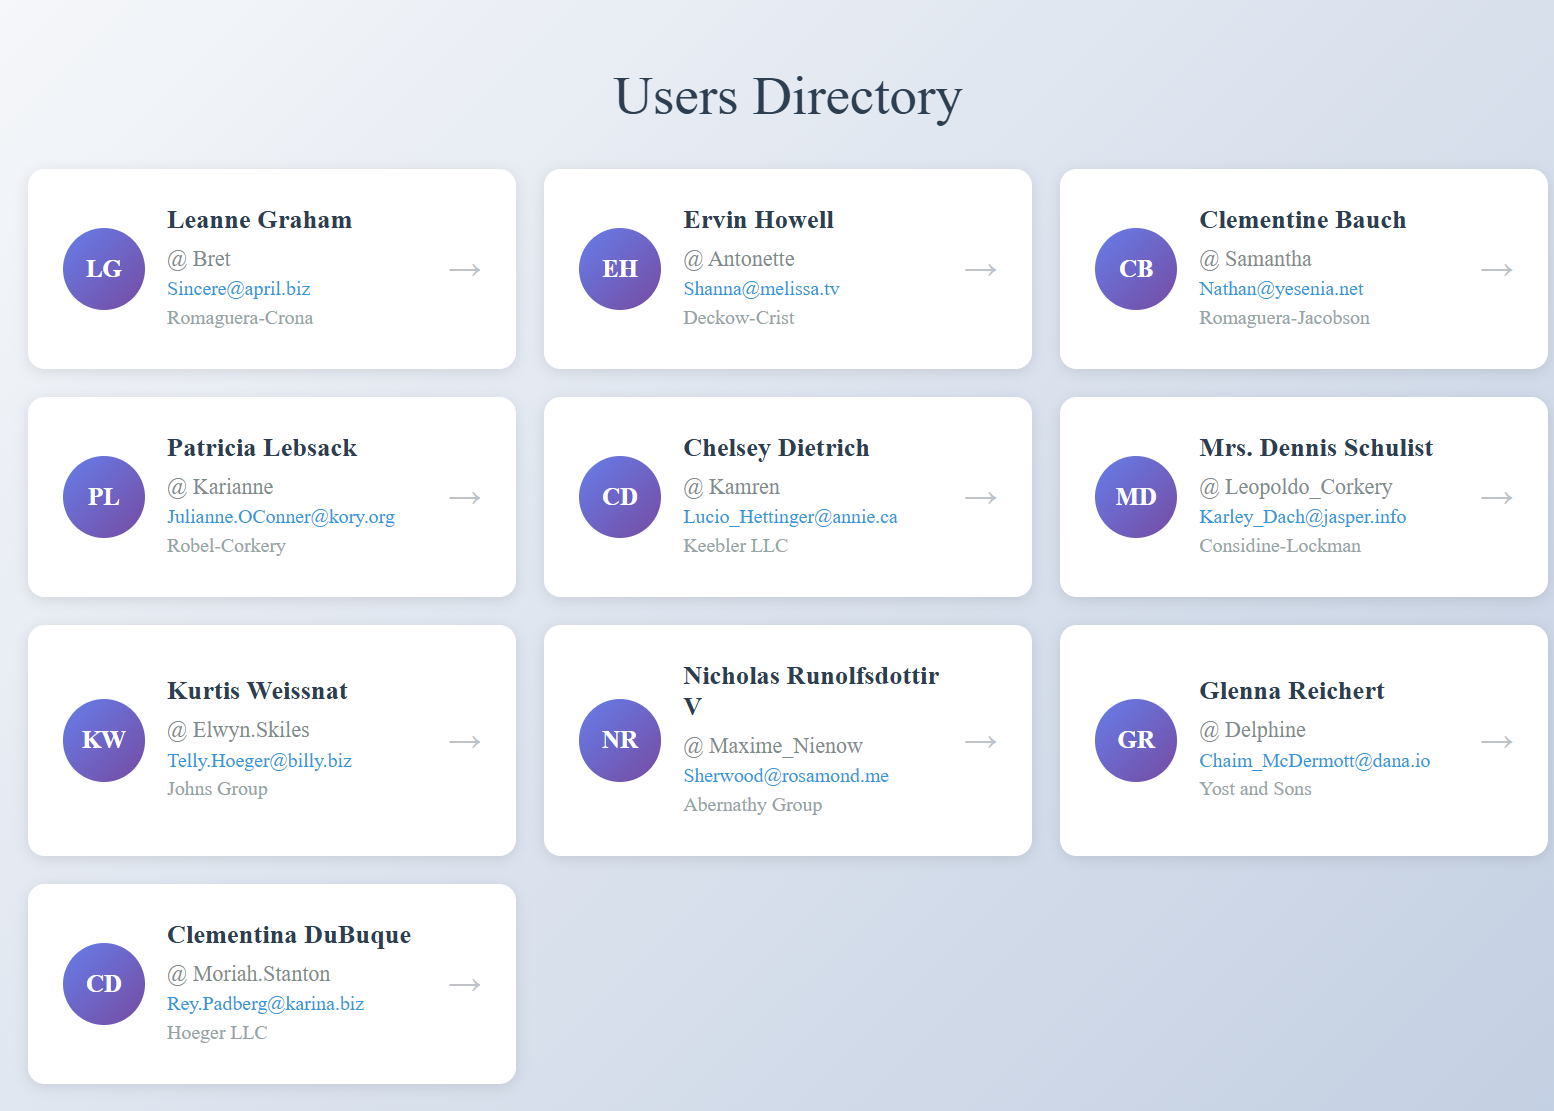 Users Directory
LG
Leanne Graham
@ Bret
Sincere@april.biz
Romaguera-Crona
→
EH
Ervin Howell
@ Antonette
Shanna@melissa.tv
Deckow-Crist
→
CB
Clementine Bauch
@ Samantha
Nathan@yesenia.net
Romaguera-Jacobson
→
PL
Patricia Lebsack
@ Karianne
Julianne.OConner@kory.org
Robel-Corkery
→
CD
Chelsey Dietrich
@ Kamren
Lucio_Hettinger@annie.ca
Keebler LLC
→
MD
Mrs. Dennis Schulist
@ Leopoldo_Corkery
Karley_Dach@jasper.info
Considine-Lockman
→
KW
Kurtis Weissnat
@ Elwyn.Skiles
Telly.Hoeger@billy.biz
Johns Group
→
NR
Nicholas Runolfsdottir
V
@ Maxime_Nienow
Sherwood@rosamond.me
Abernathy Group
→
GR
Glenna Reichert
@ Delphine
Chaim_McDermott@dana.io
Yost and Sons
→
CD
Clementina DuBuque
@ Moriah.Stanton
Rey.Padberg@karina.biz
Hoeger LLC
→